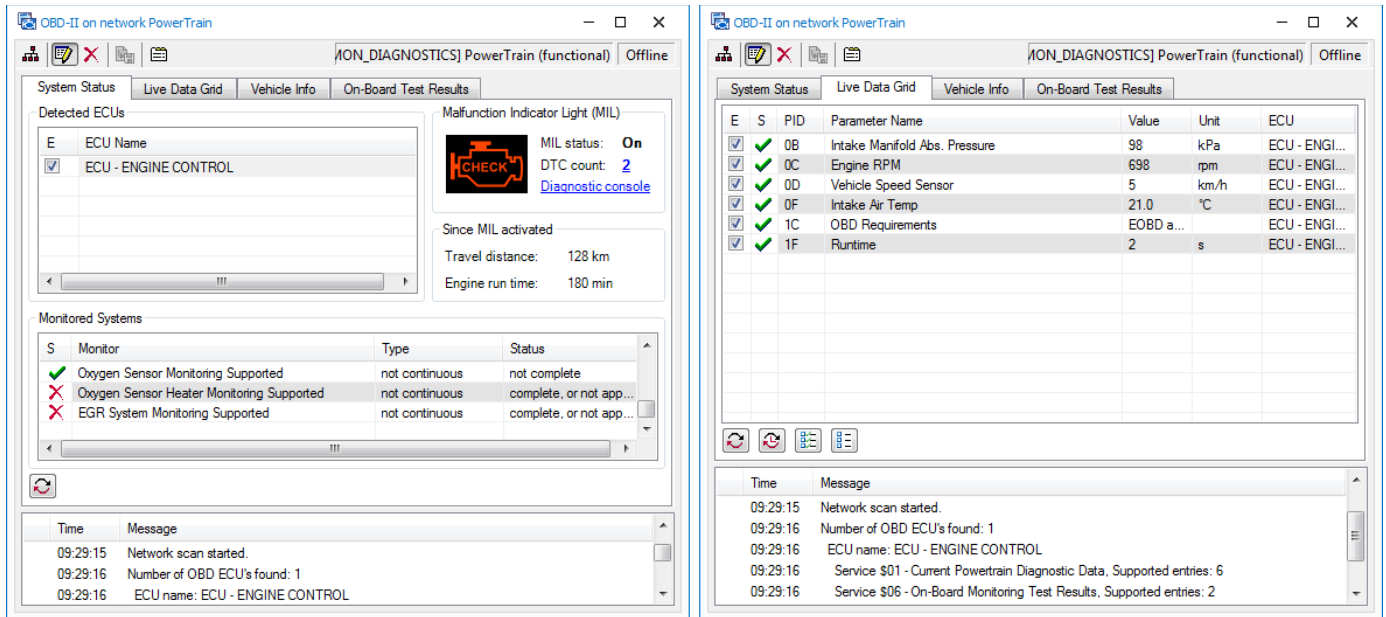 OBD-II on network PowerTrain
MON_DIAGNOSTICS] PowerTrain (functional) Offline
System Status Live Data Grid Vehicle Info On-Board Test Results
Detected ECUs
E ECU Name
ECU - ENGINE CONTROL
Malfunction Indicator Light (MIL)
CHECK
MIL status: On
DTC count: 2
Diagnostic console
Since MIL activated
Travel distance: 128 km
Engine run time: 180 min
Monitored Systems
S Monitor Type Status
Oxygen Sensor Monitoring Supported not continuous not complete
Oxygen Sensor Heater Monitoring Supported not continuous complete, or not app...
EGR System Monitoring Supported not continuous complete, or not app...
Time Message
09:29:15 Network scan started.
09:29:16 Number of OBD ECU's found: 1
09:29:16 ECU name: ECU - ENGINE CONTROL
OBD-II on network PowerTrain
MON_DIAGNOSTICS] PowerTrain (functional) Offline
System Status Live Data Grid Vehicle Info On-Board Test Results
E S PID Parameter Name Value Unit ECU
0B Intake Manifold Abs. Pressure 98 kPa ECU - ENGI...
0C Engine RPM 698 rpm ECU - ENGI...
0D Vehicle Speed Sensor 5 km/h ECU - ENGI...
0F Intake Air Temp 21.0 °C ECU - ENGI...
1C OBD Requirements EOBD a... ECU - ENGI...
1F Runtime 2 s ECU - ENGI...
Time Message
09:29:15 Network scan started.
09:29:16 Number of OBD ECU's found: 1
09:29:16 ECU name: ECU - ENGINE CONTROL
09:29:16 Service $01 - Current Powertrain Diagnostic Data, Supported entries: 6
09:29:16 Service $06 - On-Board Monitoring Test Results, Supported entries: 2